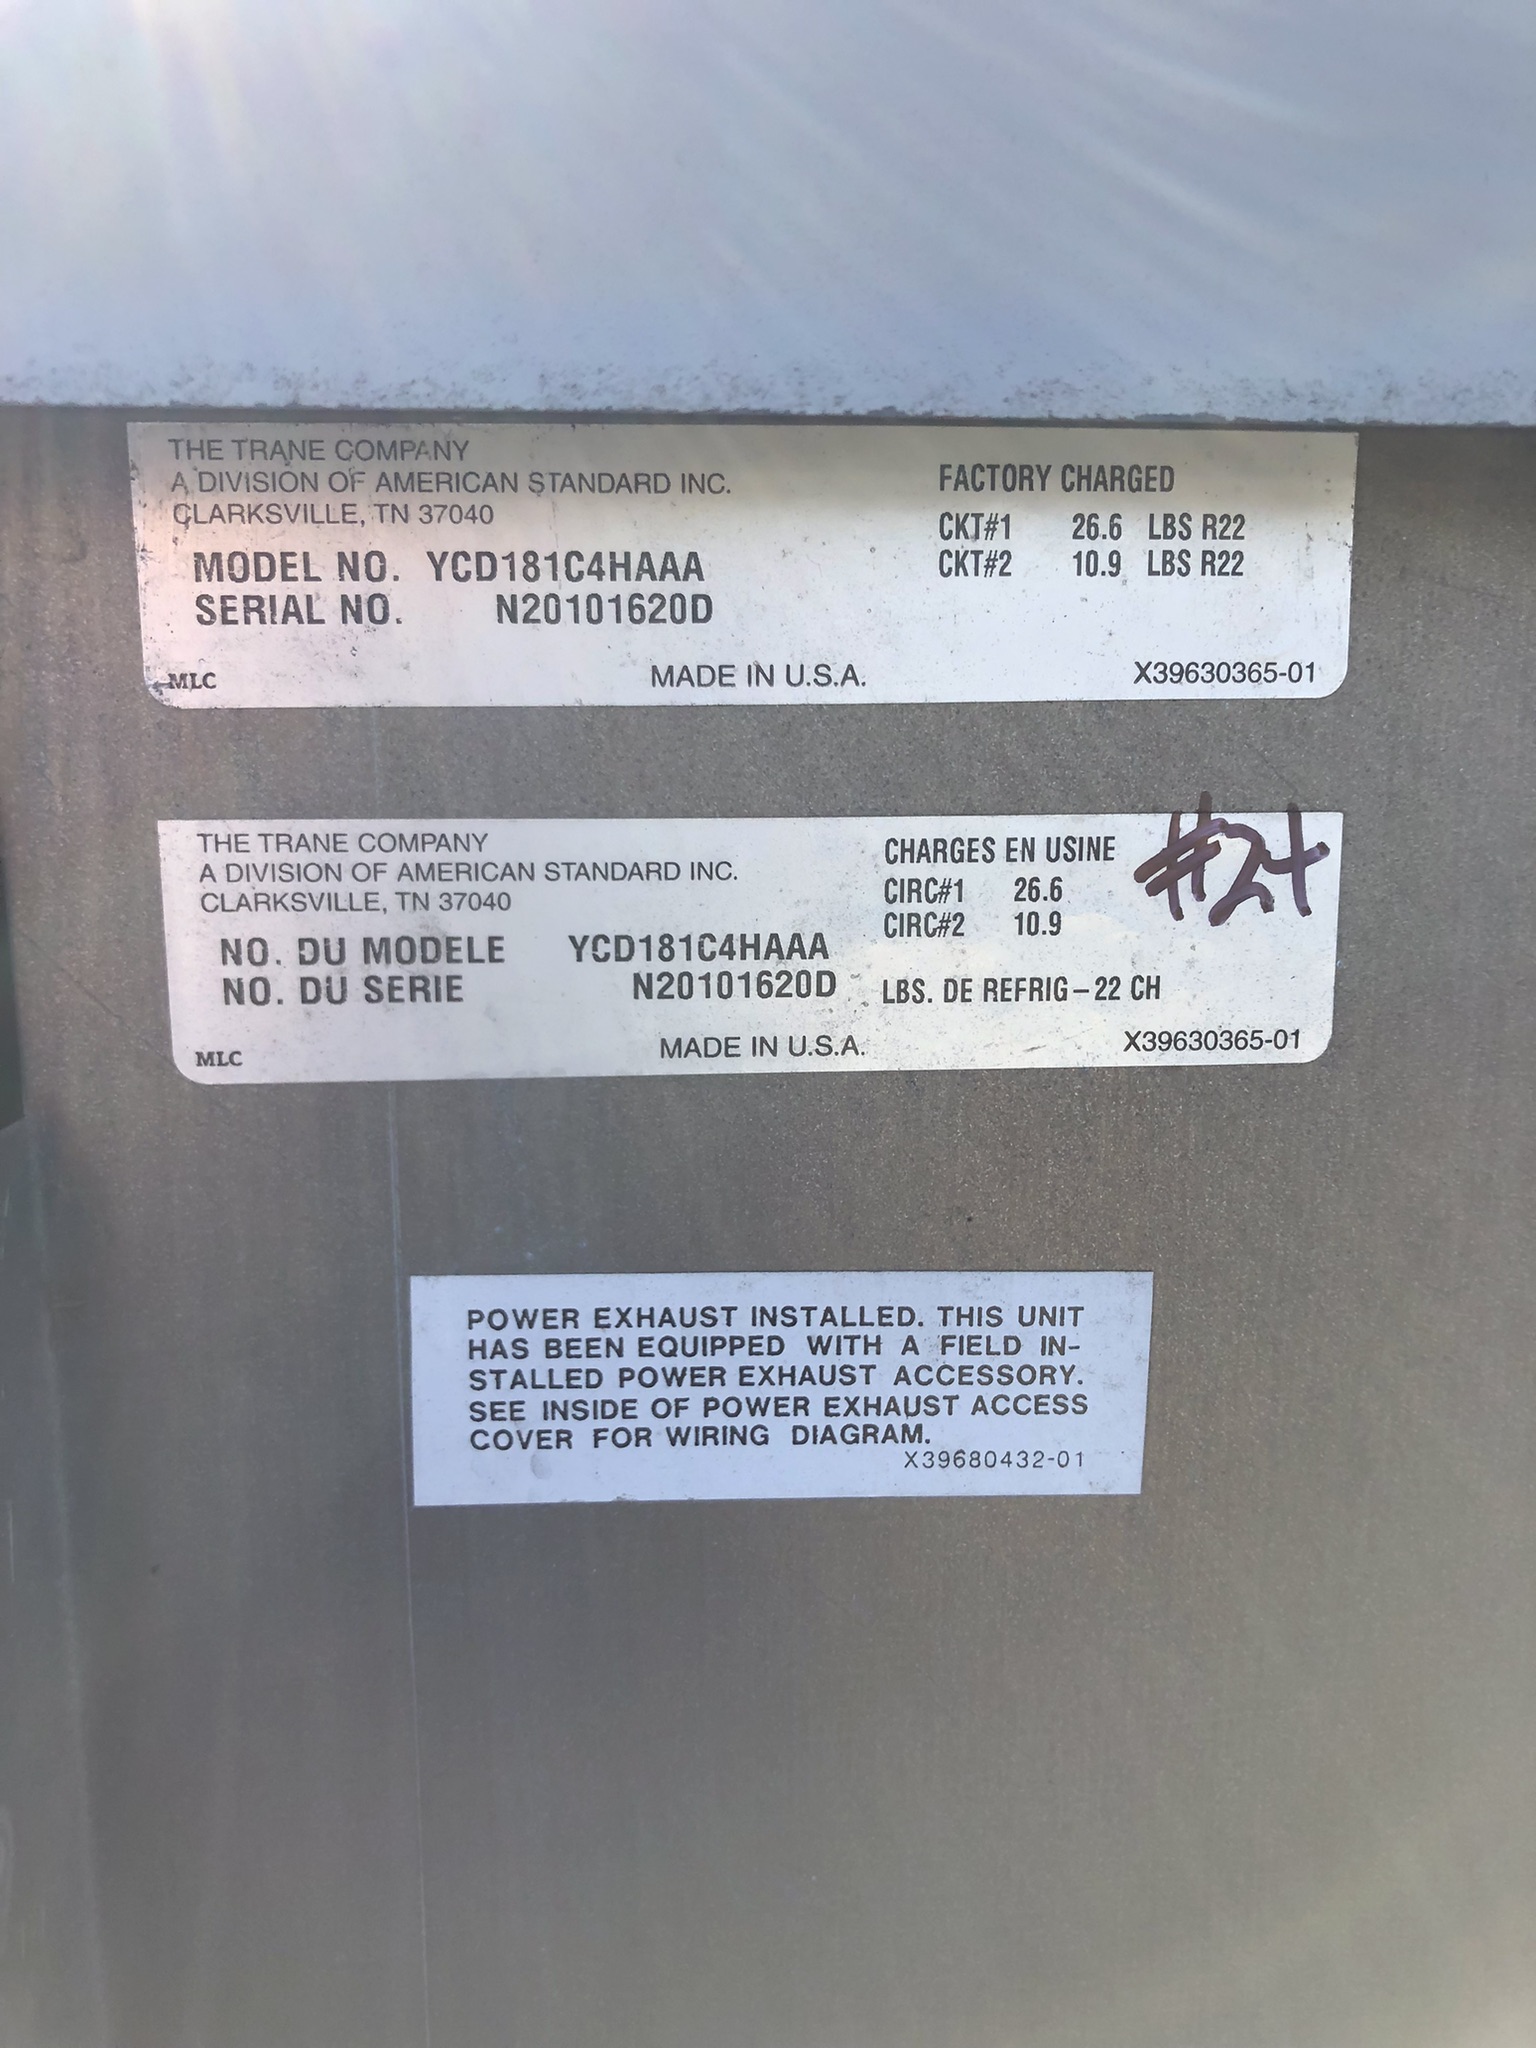 THE TRANE COMPANY
A DIVISION OF AMERICAN STANDARD INC.
CLARKSVILLE, TN 37040
MODEL NO. YCD181C4HAAA
SERIAL NO. N20101620D
FACTORY CHARGED
CKT#1 26.6 LBS R22
CKT#2 10.9 LBS R22
MLC MADE IN U.S.A. X39630365-01
THE TRANE COMPANY
A DIVISION OF AMERICAN STANDARD INC.
CLARKSVILLE, TN 37040
NO. DU MODELE YCD181C4HAAA
NO. DU SERIE N20101620D
CHARGES EN USINE
CIRC#1 26.6
CIRC#2 10.9
LBS. DE REFRIG-22 CH
#24
MLC MADE IN U.S.A. X39630365-01
POWER EXHAUST INSTALLED. THIS UNIT
HAS BEEN EQUIPPED WITH A FIELD IN-
STALLED POWER EXHAUST ACCESSORY.
SEE INSIDE OF POWER EXHAUST ACCESS
COVER FOR WIRING DIAGRAM.
X39680432-01